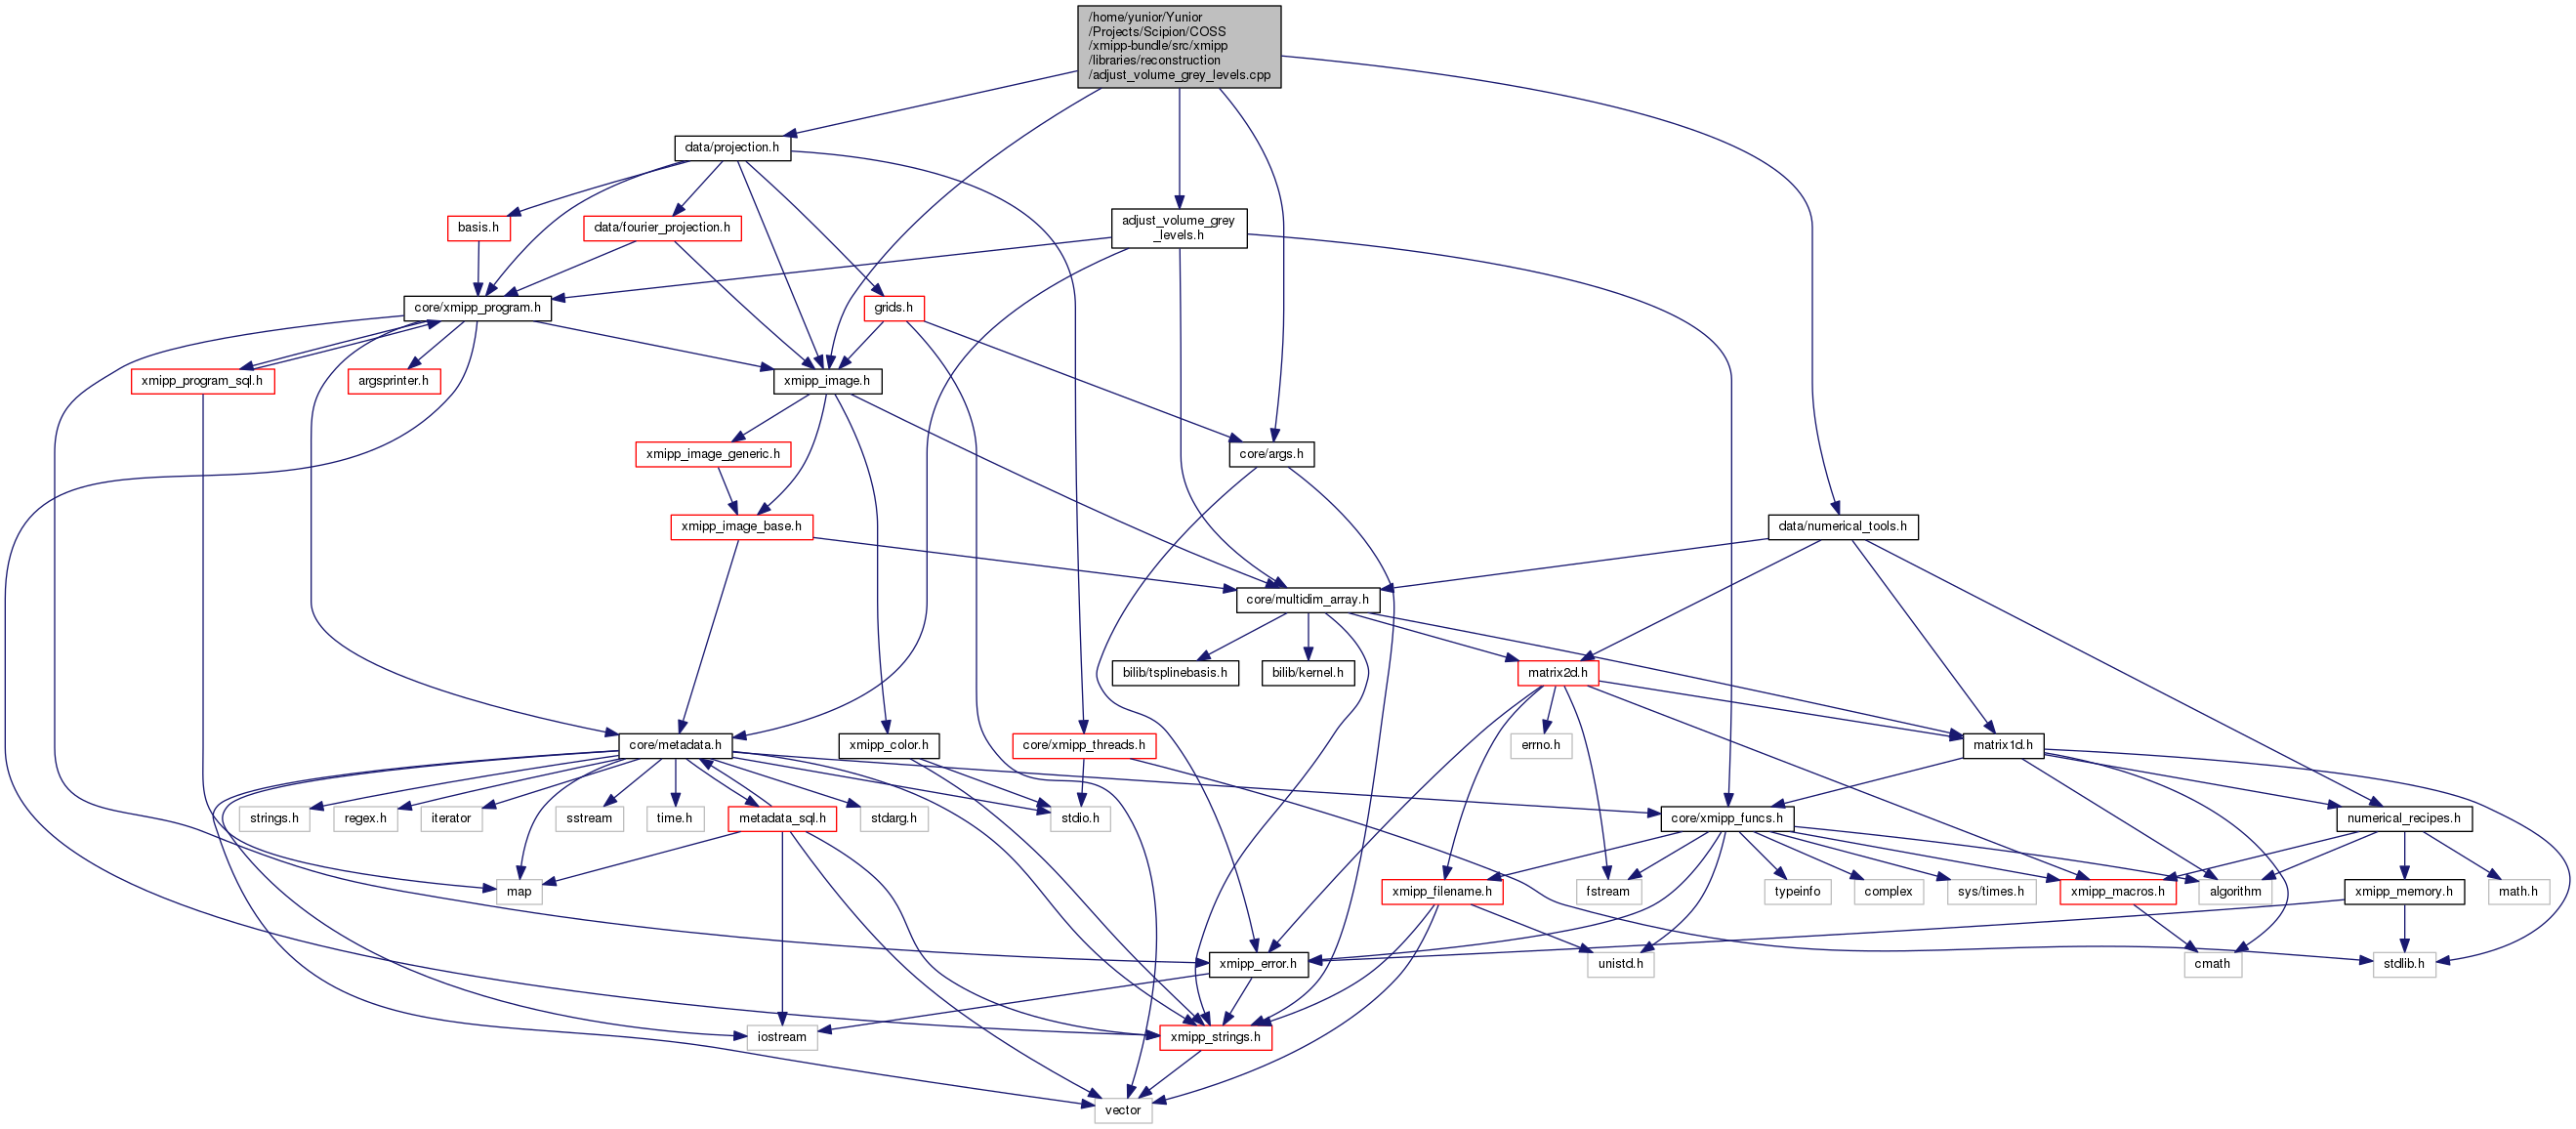 /home/yunior/Yunior
/Projects/Scipion/COSS
/xmipp-bundle/src/xmipp
/libraries/reconstruction
/adjust_volume_grey_levels.cpp
data/projection.h
basis.h
data/fourier_projection.h
adjust_volume_grey
_levels.h
core/xmipp_program.h
grids.h
xmipp_program_sql.h
argsprinter.h
xmipp_image.h
xmipp_image_generic.h
core/args.h
xmipp_image_base.h
data/numerical_tools.h
core/multidim_array.h
bilib/tsplinebasis.h
bilib/kernel.h
matrix2d.h
core/metadata.h
xmipp_color.h
core/xmipp_threads.h
errno.h
matrix1d.h
strings.h
regex.h
iterator
sstream
time.h
metadata_sql.h
stdarg.h
stdio.h
core/xmipp_funcs.h
numerical_recipes.h
map
xmipp_filename.h
fstream
typeinfo
complex
sys/times.h
xmipp_macros.h
algorithm
xmipp_memory.h
math.h
xmipp_error.h
unistd.h
cmath
stdlib.h
iostream
xmipp_strings.h
vector